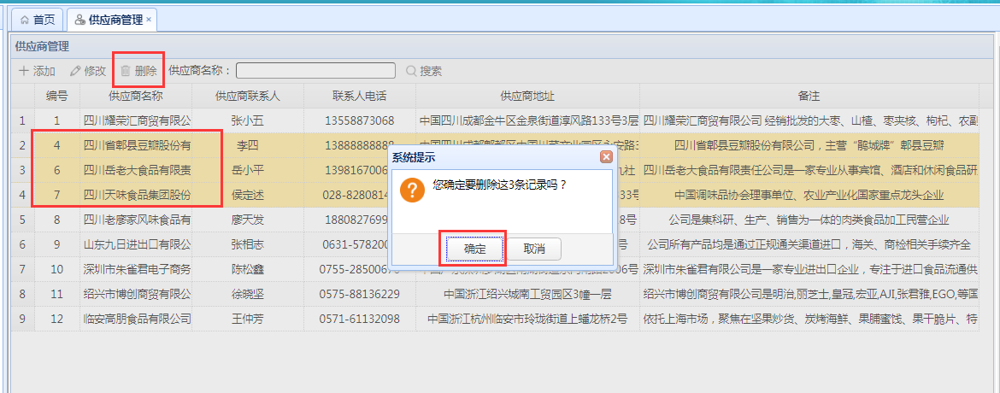 首页 供应商管理 ×
供应商管理
添加 修改 删除 供应商名称： 搜索
编号 供应商名称 供应商联系人 联系人电话 供应商地址 备注
1 1 四川耀荣汇商贸有限公 张小五 13558873068 中国四川成都金牛区金泉街道淳风路133号3层 四川耀荣汇商贸有限公司 经销批发的大枣、山楂、枣夹核、枸杞、农副
2 4 四川省郫县豆瓣股份有 李四 13888888888 四川省郫县豆瓣股份有限公司，主营“鹃城牌”郫县豆瓣
3 6 四川岳老大食品有限责 岳小平 1398167006 九社 四川岳老大食品有限责任公司是一家专业从事宾馆、酒店和休闲食品研
4 7 四川天味食品集团股份 侯定述 028-8280814 33号 中国调味品协会理事单位、农业产业化国家重点龙头企业
5 8 四川老廖家风味食品有 廖天发 1880827699 8号 公司是集科研、生产、销售为一体的肉类食品加工民营企业
6 9 山东九日进出口有限公 张相志 0631-578200 公司所有产品均是通过正规通关渠道进口，海关、商检相关手续齐全
7 10 深圳市朱雀君电子商务 陈松鑫 0755-28500670 2006号 深圳市朱雀君有限公司是一家专业进出口企业，专注于进口食品流通供
8 11 绍兴市博创商贸有限公 徐晓坚 0575-88136229 中国浙江绍兴城南工贸园区3幢一层 绍兴市博创商贸有限公司是明治,丽芝士,皇冠,宏亚,AJI,张君雅,EGO,等国
9 12 临安高朋食品有限公司 王仲芳 0571-61132098 中国浙江杭州临安市玲珑街道上蟠龙桥2号 依托上海市场，聚焦在坚果炒货、炭烤海鲜、果脯蜜饯、果干脆片、特
系统提示
您确定要删除这3条记录吗？
确定 取消